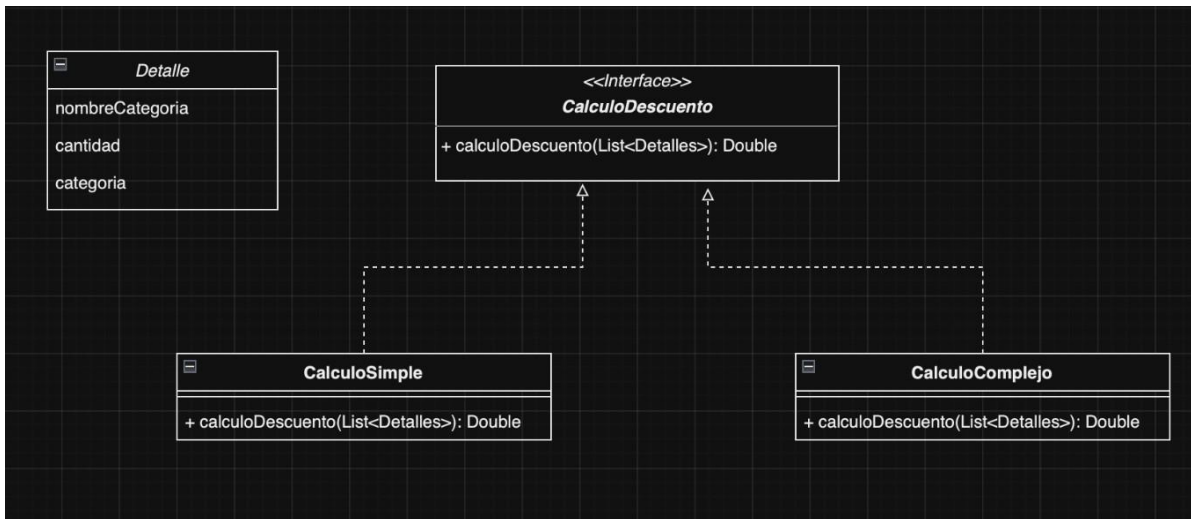 Detalle
nombreCategoria
cantidad
categoria
<<Interface>>
CalculoDescuento
+ calculoDescuento(List<Detalles>): Double
CalculoSimple
+ calculoDescuento(List<Detalles>): Double
CalculoComplejo
+ calculoDescuento(List<Detalles>): Double